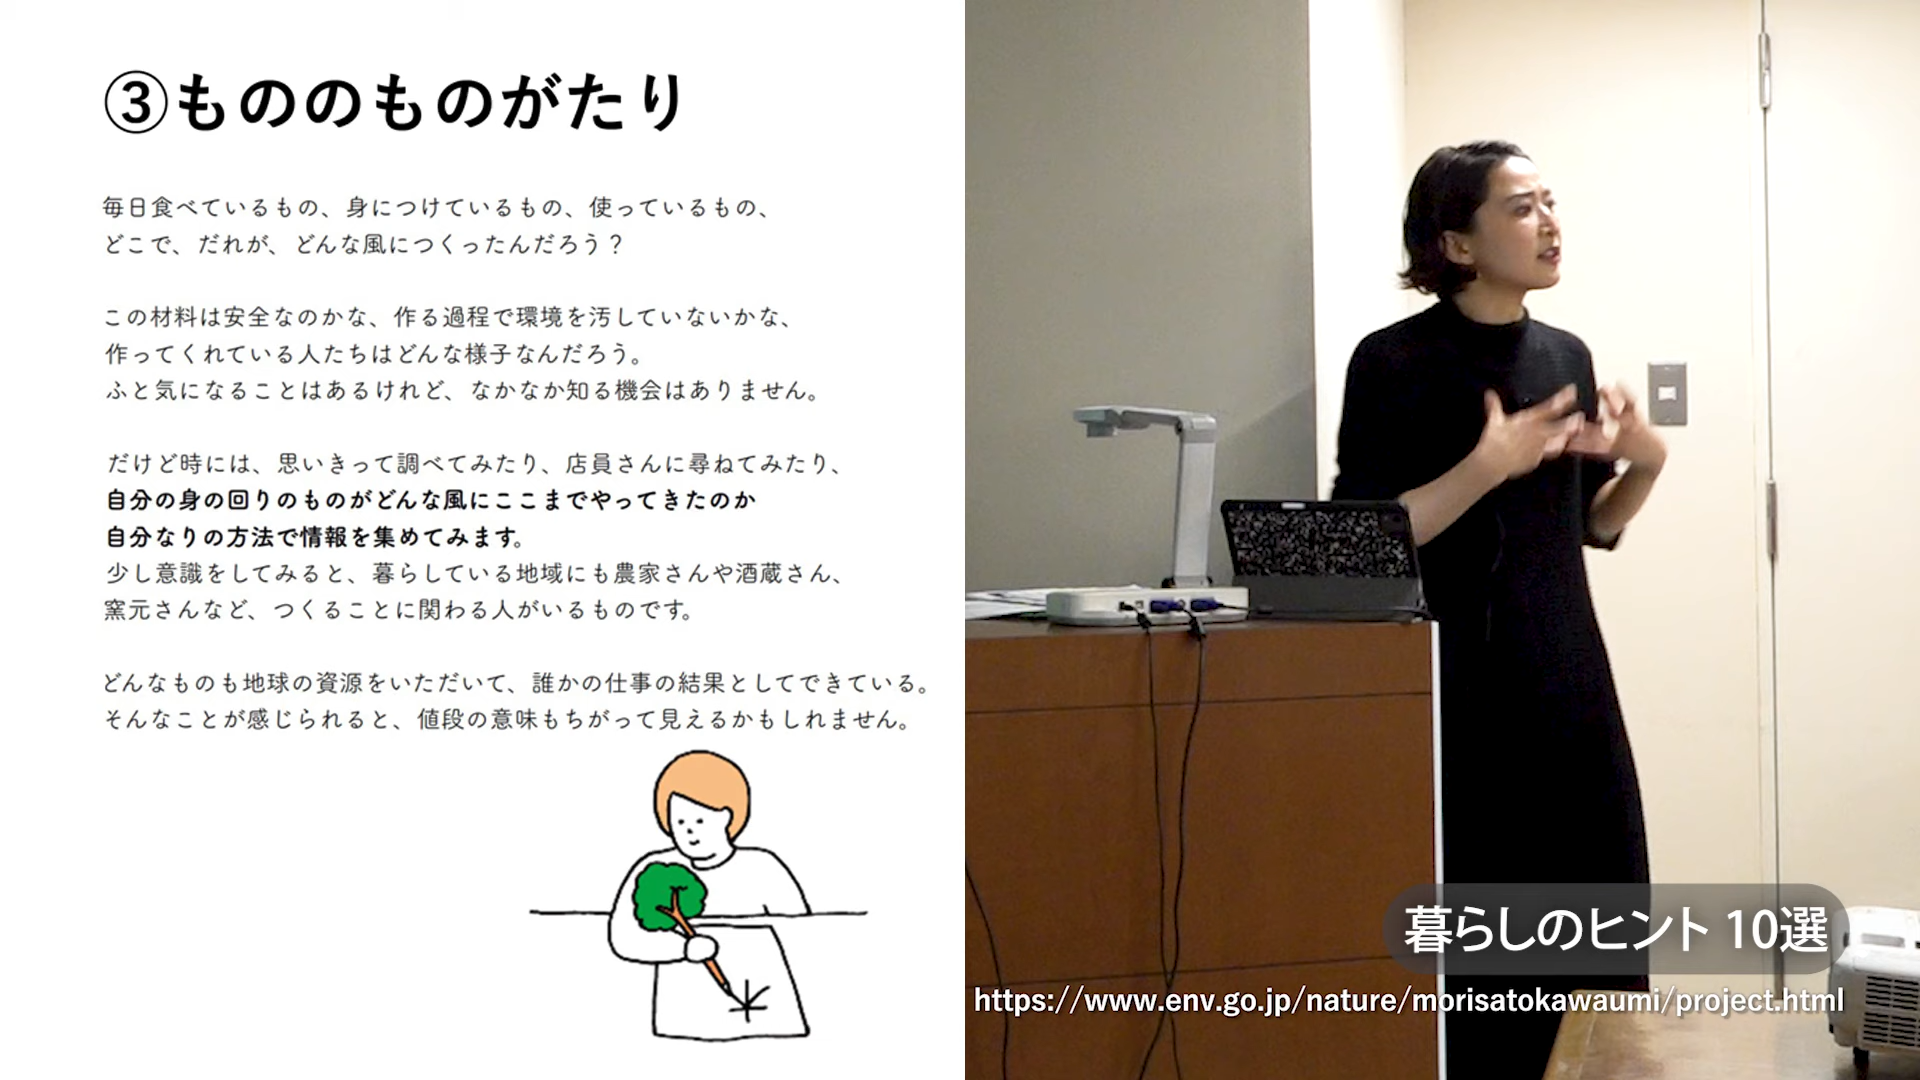 ③もののものがたり
毎日食べているもの、身につけているもの、使っているもの、
どこで、だれが、どんな風につくったんだろう？
この材料は安全なのかな、作る過程で環境を汚していないかな、
作ってくれている人たちはどんな様子なんだろう。
ふと気になることはあるけれど、なかなか知る機会はありません。
だけど時には、思いきって調べてみたり、店員さんに尋ねてみたり、
自分の身の回りのものがどんな風にここまでやってきたのか
自分なりの方法で情報を集めてみます。
少し意識をしてみると、暮らしている地域にも農家さんや酒蔵さん、
窯元さんなど、つくることに関わる人がいるものです。
どんなものも地球の資源をいただいて、誰かの仕事の結果としてできている。
そんなことが感じられると、値段の意味もちがって見えるかもしれません。
暮らしのヒント 10選
https://www.env.go.jp/nature/morisatokawaumi/project.html